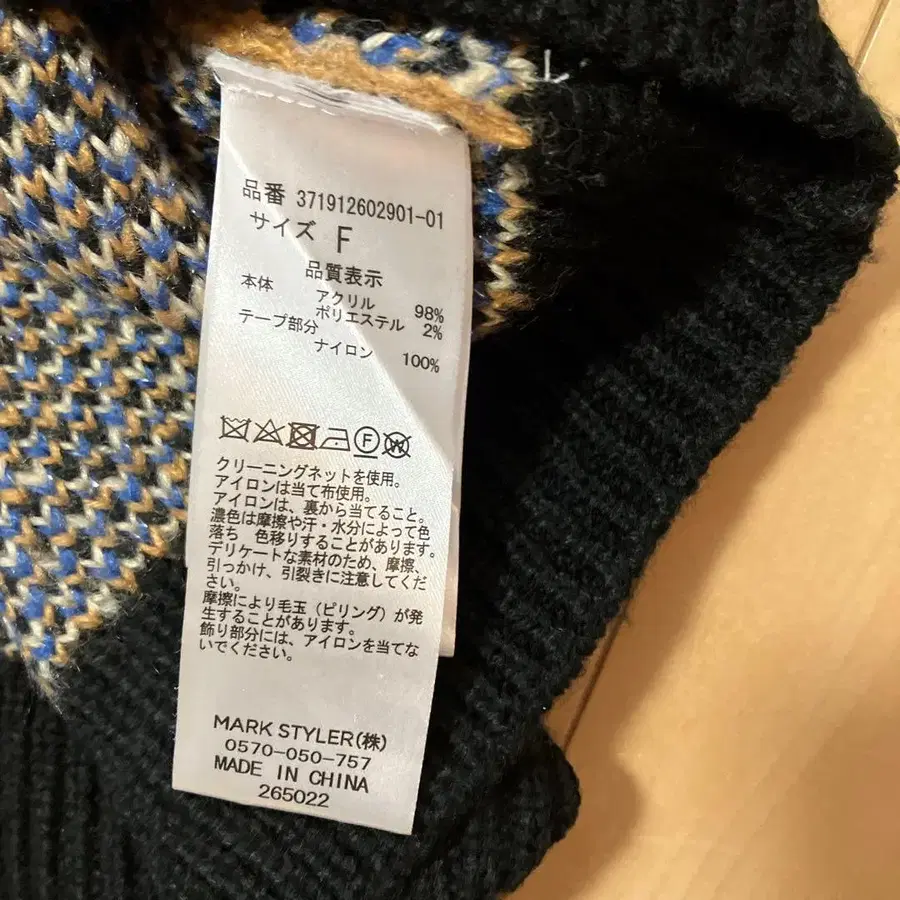 品番 371912602901-01
サイズ F
品質表示
本体 アクリル 98%
ポリエステル 2%
テープ部分
ナイロン 100%
F W
クリーニングネットを使用。
アイロンは当て布使用。
アイロンは、裏から当てること。
濃色は摩擦や汗・水分によって色
落ち 色移りすることがあります。
デリケートな素材のため、摩擦、
引っかけ、引裂きに注意してくだ
さい。
摩擦により毛玉（ピリング）が発
生することがあります。
飾り部分には、アイロンを当てな
いでください。
MARK STYLER(株)
0570-050-757
MADE IN CHINA
265022